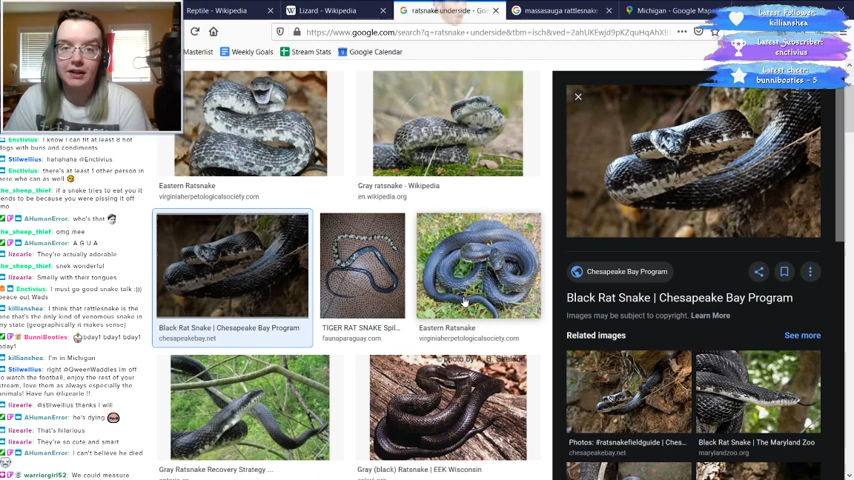 Reptile - Wikipedia
Lizard - Wikipedia
ratsnake underside - Go
massasauga rattlesnake
Michigan - Google Maps
https://www.google.com/search?q=ratsnake+underside&tbm=isch&ved=2ahUKEwjd9pKZquHqAhX
Masterlist
Weekly Goals
Stream Stats
Google Calendar
Latest Follower:
killianshea
Latest Subscriber:
enctivius
Latest cheer:
bunnibooties - 5
Enctivius: I know I can fit at least 8 hot
dogs with buns and condiments
Stilwellius: hahahaha @Enctivius
Enctivius: there's at least 1 other person in
here who can as well
the_sheep_thief: if a snake tries to eat you it
tends to be because you were pissing it off
AHumanError: who's that
the_sheep_thief: omg mee
AHumanError: A G U A
lizearle: They're actually adorable
the_sheep_thief: snek wonderful
lizearle: Smelly with their tongues
Enctivius: I must go good snake talk :)))
peace out Wads
killianshea: I think that rattlesnake is the
one that's the only kind of venomous snake in
my state (geographically it makes sense)
BunniBooties: bday1 bday1 bday1
bday1
killianshea: I'm in Michigan
Stilwellius: right @QweenWaddles im off
to watch the football, enjoy the rest of your
stream, love them as always especially the
animals! Have fun @lizearle !!
lizearle: @stilwellius thanks I will
AHumanError: he's dying
lizearle: That's hilarious
lizearle: They're so cute and smart
AHumanError: I can't believe he died
warriorgirl52: We could measure
Eastern Ratsnake
virginiaherpetologicalsociety.com
Gray ratsnake - Wikipedia
en.wikipedia.org
Black Rat Snake | Chesapeake Bay Program
chesapeakebay.net
TIGER RAT SNAKE Spil...
faunaparaguay.com
Eastern Ratsnake
virginiaherpetologicalsociety.com
Gray Ratsnake Recovery Strategy ...
Gray (black) Ratsnake | EEK Wisconsin
Chesapeake Bay Program
Black Rat Snake | Chesapeake Bay Program
Images may be subject to copyright. Learn More
Related images
See more
Photos: #ratsnakefieldguide | Ches...
chesapeakebay.net
Black Rat Snake | The Maryland Zoo
marylandzoo.org